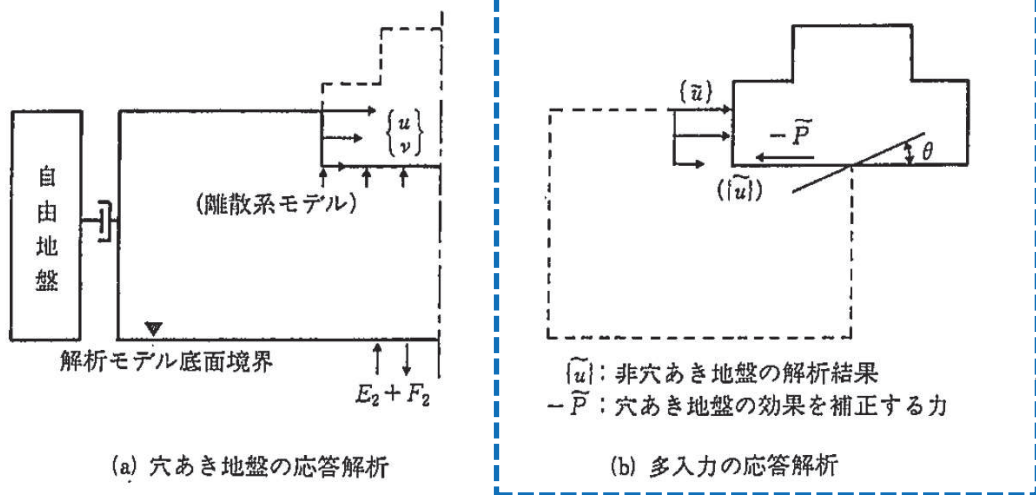 自由地盤
{u v}
(離散系モデル)
解析モデル底面境界
E₂+F₂
(a) 穴あき地盤の応答解析
{ũ}
−P̃
θ
({ũ})
{ũ}:非穴あき地盤の解析結果
−P̃:穴あき地盤の効果を補正する力
(b) 多入力の応答解析